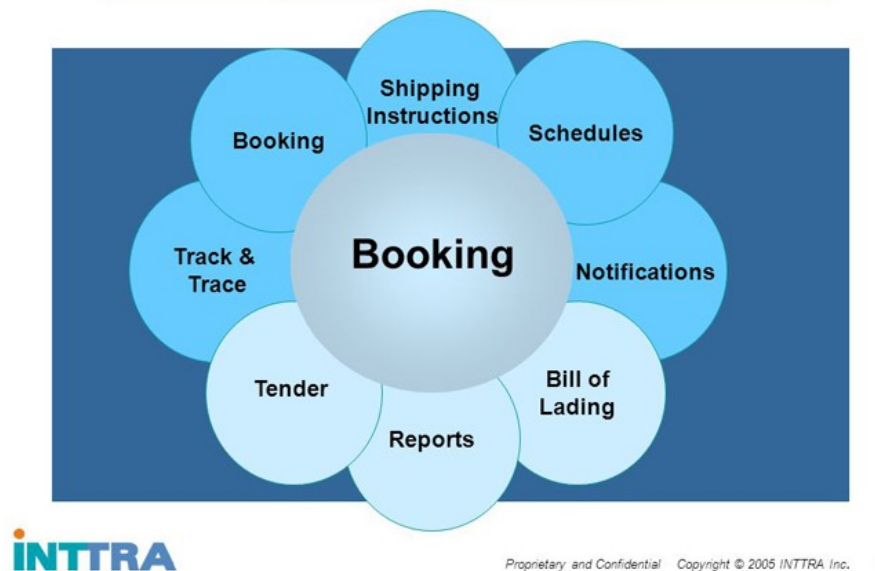 Shipping
Instructions
Booking
Schedules
Booking
Track &
Trace
Notifications
Tender
Bill of
Lading
Reports
INTTRA
Proprietary and Confidential Copyright © 2005 INTTRA Inc.